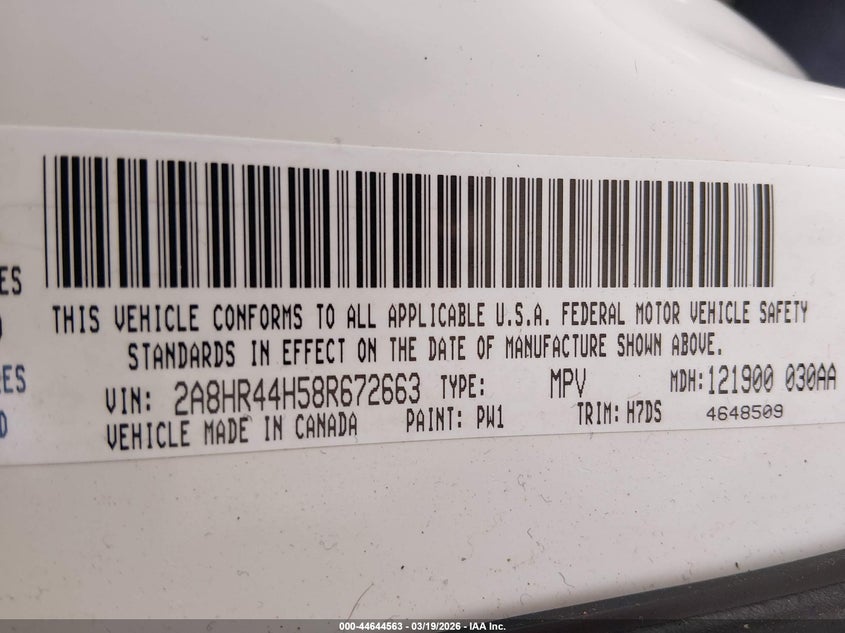 ES
THIS VEHICLE CONFORMS TO ALL APPLICABLE U.S.A. FEDERAL MOTOR VEHICLE SAFETY
STANDARDS IN EFFECT ON THE DATE OF MANUFACTURE SHOWN ABOVE.
RES
VIN: 2A8HR44H58R672663 TYPE: MPV MDH:121900 030AA
D
VEHICLE MADE IN CANADA PAINT: PW1 TRIM: H7DS 4648509
000-44644563 - 03/19/2026 - IAA Inc.